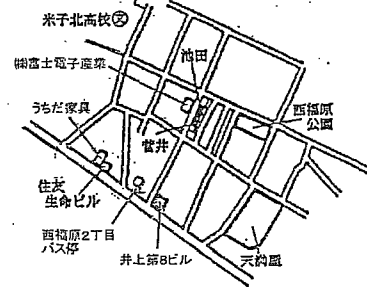 米子北高校文
池田
㈱富士電子産業
うちだ家具
西福原
公園
菅井
住友
生命ビル
西福原2丁目
バス停
井上第8ビル
天満屋